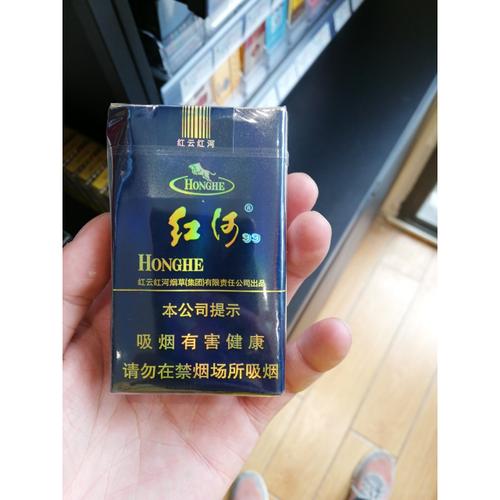 红云红河
HONGHE
红河®99
HONGHE
红云红河烟草(集团)有限责任公司出品
本公司提示
吸烟有害健康
请勿在禁烟场所吸烟